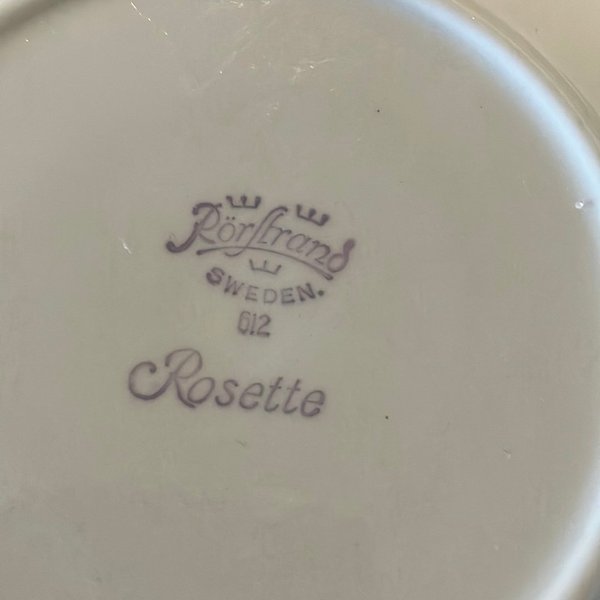 Rörstrand
SWEDEN.
612
Rosette